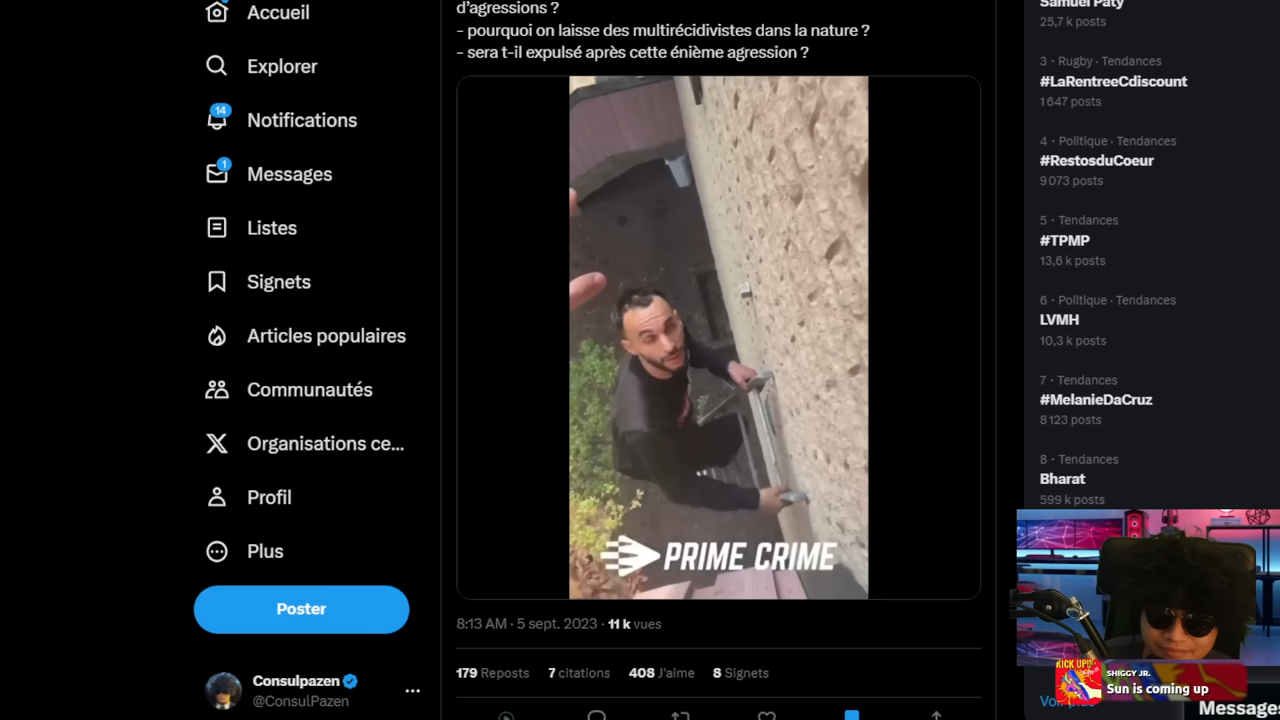 Accueil
Explorer
14
Notifications
1
Messages
Listes
Signets
Articles populaires
Communautés
Organisations ce...
Profil
Plus
Poster
Consulpazen
@ConsulPazen
d'agressions ?
- pourquoi on laisse des multirécidivistes dans la nature ?
- sera t-il expulsé après cette énième agression ?
PRIME CRIME
8:13 AM · 5 sept. 2023 · 11 k vues
179 Reposts 7 citations 408 J'aime 8 Signets
Samuel Paty
25,7 k posts
3 · Rugby · Tendances
#LaRentreeCdiscount
1 647 posts
4 · Politique · Tendances
#RestosduCoeur
9 073 posts
5 · Tendances
#TPMP
13,6 k posts
6 · Politique · Tendances
LVMH
10,3 k posts
7 · Tendances
#MelanieDaCruz
8 123 posts
8 · Tendances
Bharat
599 k posts
KICK UP!!
SHIGGY JR.
Sun is coming up
Messages